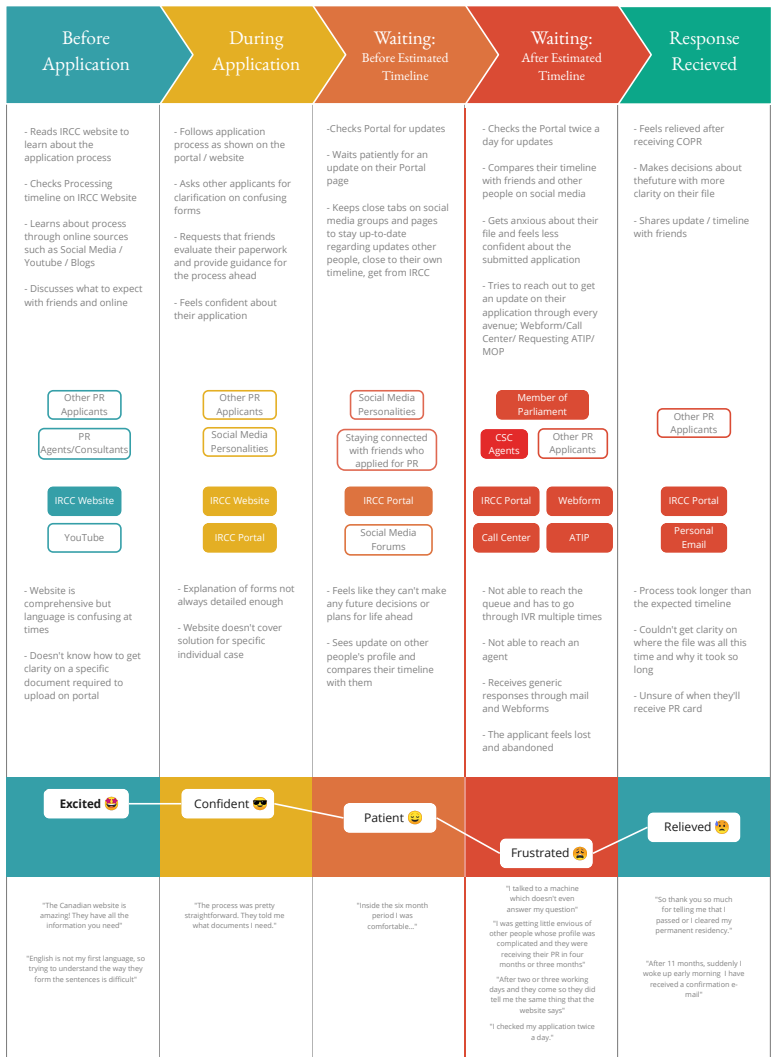 Before
Application
During
Application
Waiting:
Before Estimated
Timeline
Waiting:
After Estimated
Timeline
Response
Recieved
- Reads IRCC website to
learn about the
application process
- Checks Processing
timeline on IRCC Website
- Learns about process
through online sources
such as Social Media /
Youtube / Blogs
- Discusses what to expect
with friends and online
- Follows application
process as shown on the
portal / website
- Asks other applicants for
clarification on confusing
forms
- Requests that friends
evaluate their paperwork
and provide guidance for
the process ahead
- Feels confident about
their application
-Checks Portal for updates
- Waits patiently for an
update on their Portal
page
- Keeps close tabs on social
media groups and pages
to stay up-to-date
regarding updates other
people, close to their own
timeline, get from IRCC
- Checks the Portal twice a
day for updates
- Compares their timeline
with friends and other
people on social media
- Gets anxious about their
file and feels less
confident about the
submitted application
- Tries to reach out to get
an update on their
application through every
avenue; Webform/Call
Center/ Requesting ATIP/
MOP
- Feels relieved after
receiving COPR
- Makes decisions about
thefuture with more
clarity on their file
- Shares update / timeline
with friends
Other PR
Applicants
PR
Agents/Consultants
IRCC Website
YouTube
Other PR
Applicants
Social Media
Personalities
IRCC Website
IRCC Portal
Social Media
Personalities
Staying connected
with friends who
applied for PR
IRCC Portal
Social Media
Forums
Member of
Parliament
CSC
Agents
Other PR
Applicants
IRCC Portal
Webform
Call Center
ATIP
Other PR
Applicants
IRCC Portal
Personal
Email
- Website is
comprehensive but
language is confusing at
times
- Doesn't know how to get
clarity on a specific
document required to
upload on portal
- Explanation of forms not
always detailed enough
- Website doesn't cover
solution for specific
individual case
- Feels like they can't make
any future decisions or
plans for life ahead
- Sees update on other
people's profile and
compares their timeline
with them
- Not able to reach the
queue and has to go
through IVR multiple times
- Not able to reach an
agent
- Receives generic
responses through mail
and Webforms
- The applicant feels lost
and abandoned
- Process took longer than
the expected timeline
- Couldn't get clarity on
where the file was all this
time and why it took so
long
- Unsure of when they'll
receive PR card
Excited 🤩
Confident 😎
Patient 😌
Frustrated 😩
Relieved 😥
"The Canadian website is
amazing! They have all the
information you need"
"English is not my first language, so
trying to understand the way they
form the sentences is difficult"
"The process was pretty
straightforward. They told me
what documents I need."
"Inside the six month
period I was
comfortable..."
"I talked to a machine
which doesn't even
answer my question"
"I was getting little envious of
other people whose profile was
complicated and they were
receiving their PR in four
months or three months"
"After two or three working
days and they come so they did
tell me the same thing that the
website says"
"I checked my application twice
a day."
"So thank you so much
for telling me that I
passed or I cleared my
permanent residency."
"After 11 months, suddenly I
woke up early morning I have
received a confirmation e-
mail"